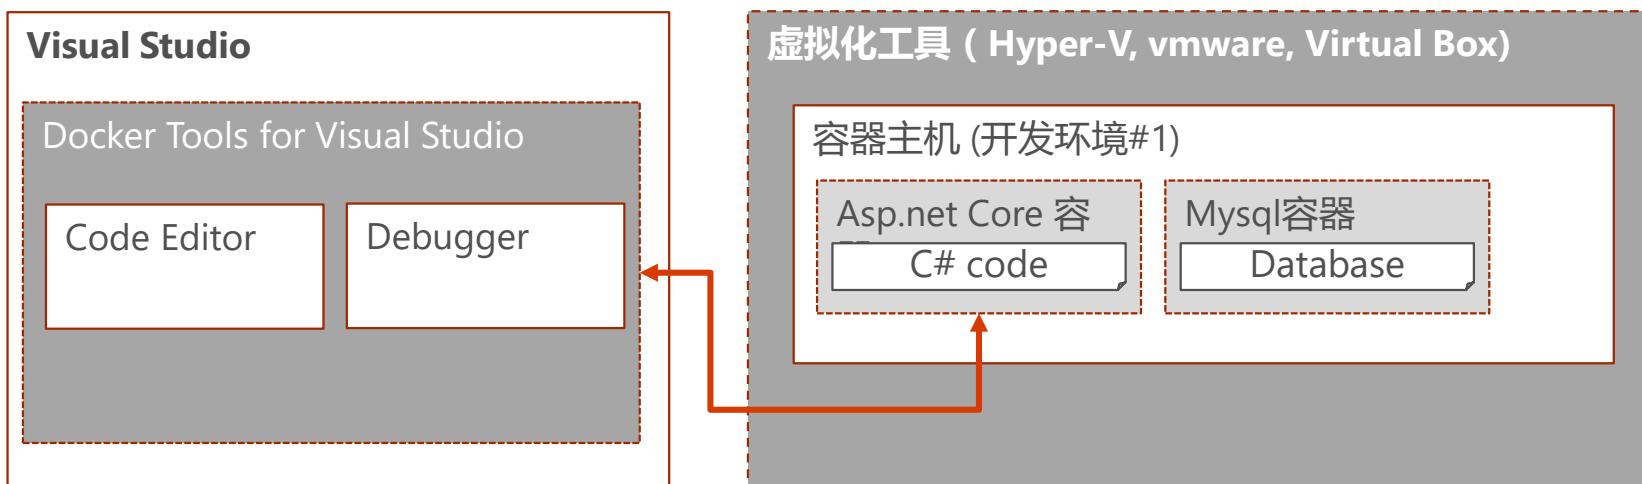 Visual Studio
Docker Tools for Visual Studio
Code Editor
Debugger
虚拟化工具（ Hyper-V, vmware, Virtual Box)
容器主机 (开发环境#1)
Asp.net Core 容
C# code
Mysql容器
Database